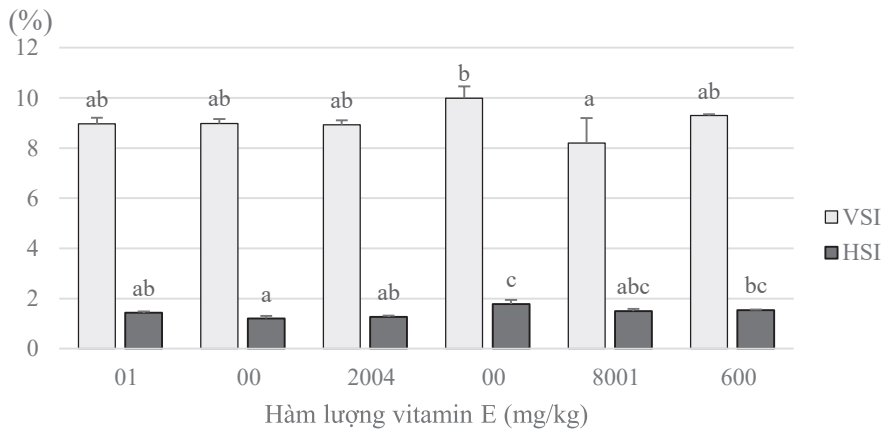 (%)
12
10
8
6
4
2
0
ab
ab
ab
b
a
ab
ab
a
ab
c
abc
bc
01
00
2004
00
8001
600
Hàm lượng vitamin E (mg/kg)
VSI
HSI